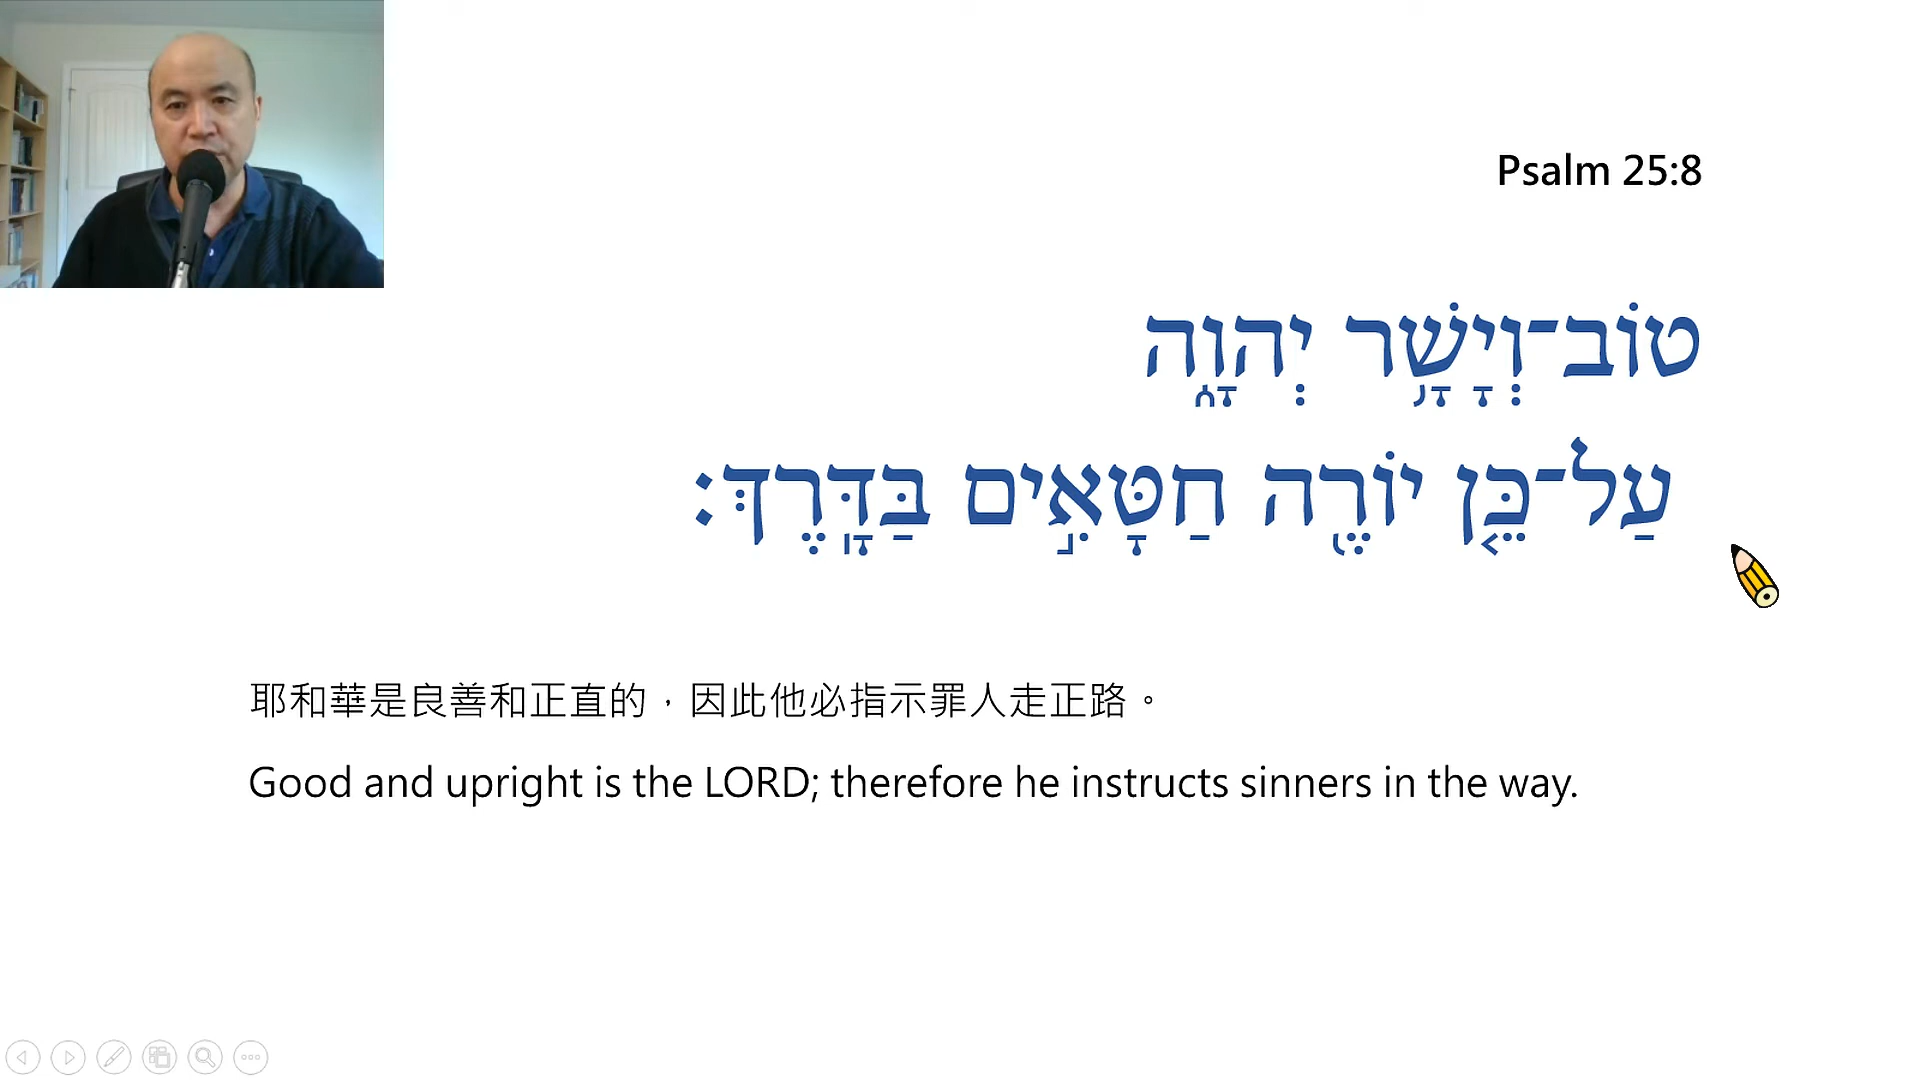 Psalm 25:8
טוֹב־וְיָשָׁ֥ר יְהוָ֑ה
עַל־כֵּ֤ן יוֹרֶ֖ה חַטָּאִ֣ים בַּדָּֽרֶךְ׃
耶和華是良善和正直的，因此他必指示罪人走正路。
Good and upright is the LORD; therefore he instructs sinners in the way.